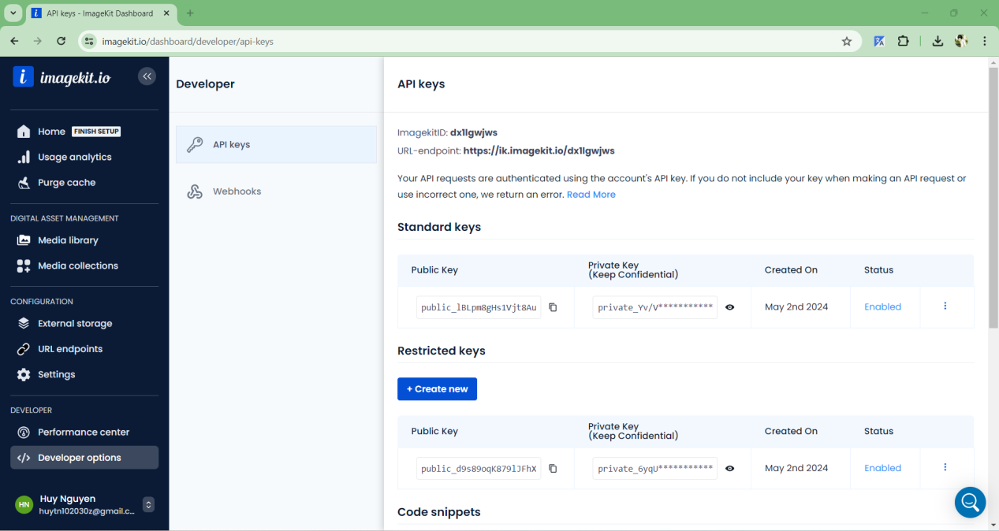 API keys - ImageKit Dashboard
imagekit.io/dashboard/developer/api-keys
imagekit.io
Home FINISH SETUP
Usage analytics
Purge cache
DIGITAL ASSET MANAGEMENT
Media library
Media collections
CONFIGURATION
External storage
URL endpoints
Settings
DEVELOPER
Performance center
Developer options
HN
Huy Nguyen
huytn102030z@gmail.c...
Developer
API keys
Webhooks
API keys
ImagekitID: dx1lgwjws
URL-endpoint: https://ik.imagekit.io/dx1lgwjws
Your API requests are authenticated using the account's API key. If you do not include your key when making an API request or
use incorrect one, we return an error. Read More
Standard keys
Public Key
Private Key
(Keep Confidential)
Created On
Status
public_lBLpm8gHs1Vjt8Au
private_Yv/V***********
May 2nd 2024
Enabled
Restricted keys
+ Create new
Public Key
Private Key
(Keep Confidential)
Created On
Status
public_d9s89oqK879lJFhX
private_6yqU***********
May 2nd 2024
Enabled
Code snippets